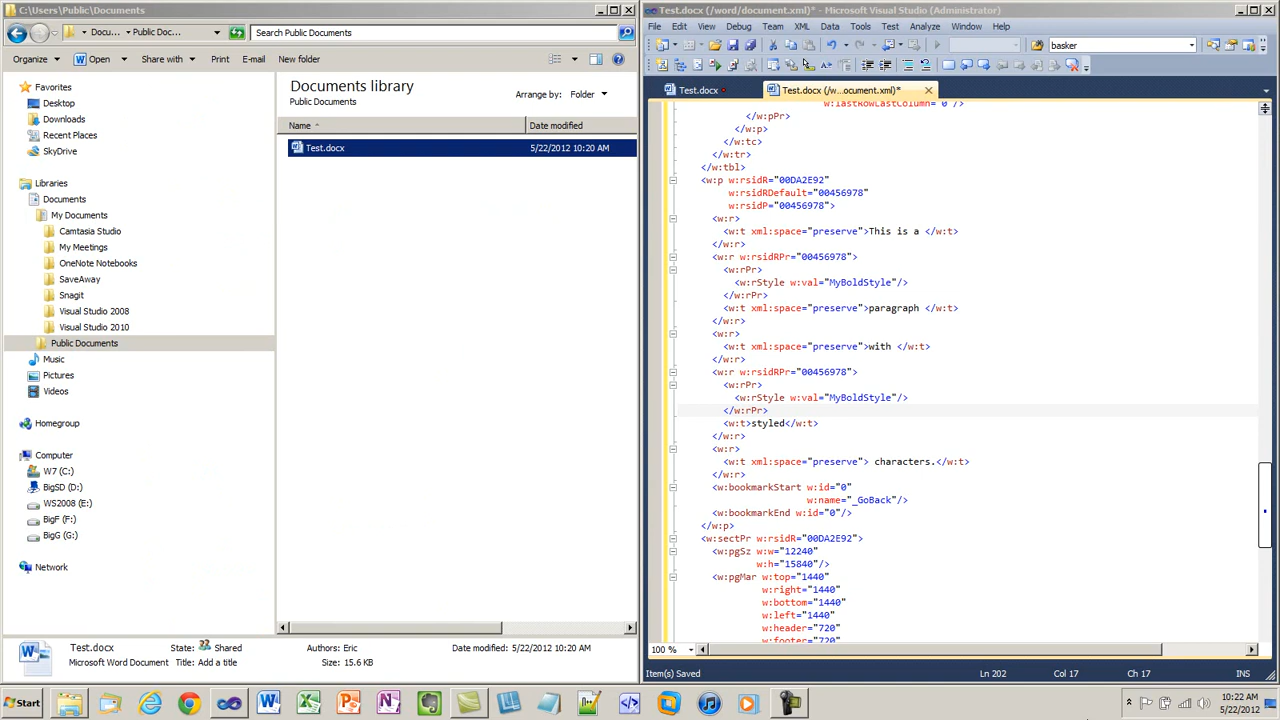 C:\Users\Public\Documents
Docu... Public Doc... Search Public Documents
Organize Open Share with Print E-mail New folder
Favorites
Desktop
Downloads
Recent Places
SkyDrive
Libraries
Documents
My Documents
Camtasia Studio
My Meetings
OneNote Notebooks
SaveAway
Snagit
Visual Studio 2008
Visual Studio 2010
Public Documents
Music
Pictures
Videos
Homegroup
Computer
W7 (C:)
BigSD (D:)
WS2008 (E:)
BigF (F:)
BigG (G:)
Network
Documents library
Public Documents
Arrange by: Folder
Name Date modified
Test.docx 5/22/2012 10:20 AM
Test.docx State: Shared Authors: Eric Date modified: 5/22/2012 10:20 AM
Microsoft Word Document Title: Add a title Size: 15.6 KB
Test.docx (/word/document.xml)* - Microsoft Visual Studio (Administrator)
File Edit View Debug Team XML Data Tools Test Analyze Window Help
basker
Test.docx Test.docx (/w...ocument.xml)*
w:lastRowLastColumn="0"/>
</w:pPr>
</w:p>
</w:tc>
</w:tr>
</w:tbl>
<w:p w:rsidR="00DA2E92"
w:rsidRDefault="00456978"
w:rsidP="00456978">
<w:r>
<w:t xml:space="preserve">This is a </w:t>
</w:r>
<w:r w:rsidRPr="00456978">
<w:rPr>
<w:rStyle w:val="MyBoldStyle"/>
</w:rPr>
<w:t xml:space="preserve">paragraph </w:t>
</w:r>
<w:r>
<w:t xml:space="preserve">with </w:t>
</w:r>
<w:r w:rsidRPr="00456978">
<w:rPr>
<w:rStyle w:val="MyBoldStyle"/>
</w:rPr>
<w:t>styled</w:t>
</w:r>
<w:r>
<w:t xml:space="preserve"> characters.</w:t>
</w:r>
<w:bookmarkStart w:id="0"
w:name="_GoBack"/>
<w:bookmarkEnd w:id="0"/>
</w:p>
<w:sectPr w:rsidR="00DA2E92">
<w:pgSz w:w="12240"
w:h="15840"/>
<w:pgMar w:top="1440"
w:right="1440"
w:bottom="1440"
w:left="1440"
w:header="720"
w:footer="720"
100 %
Item(s) Saved Ln 202 Col 17 Ch 17 INS
Start 10:22 AM
5/22/2012